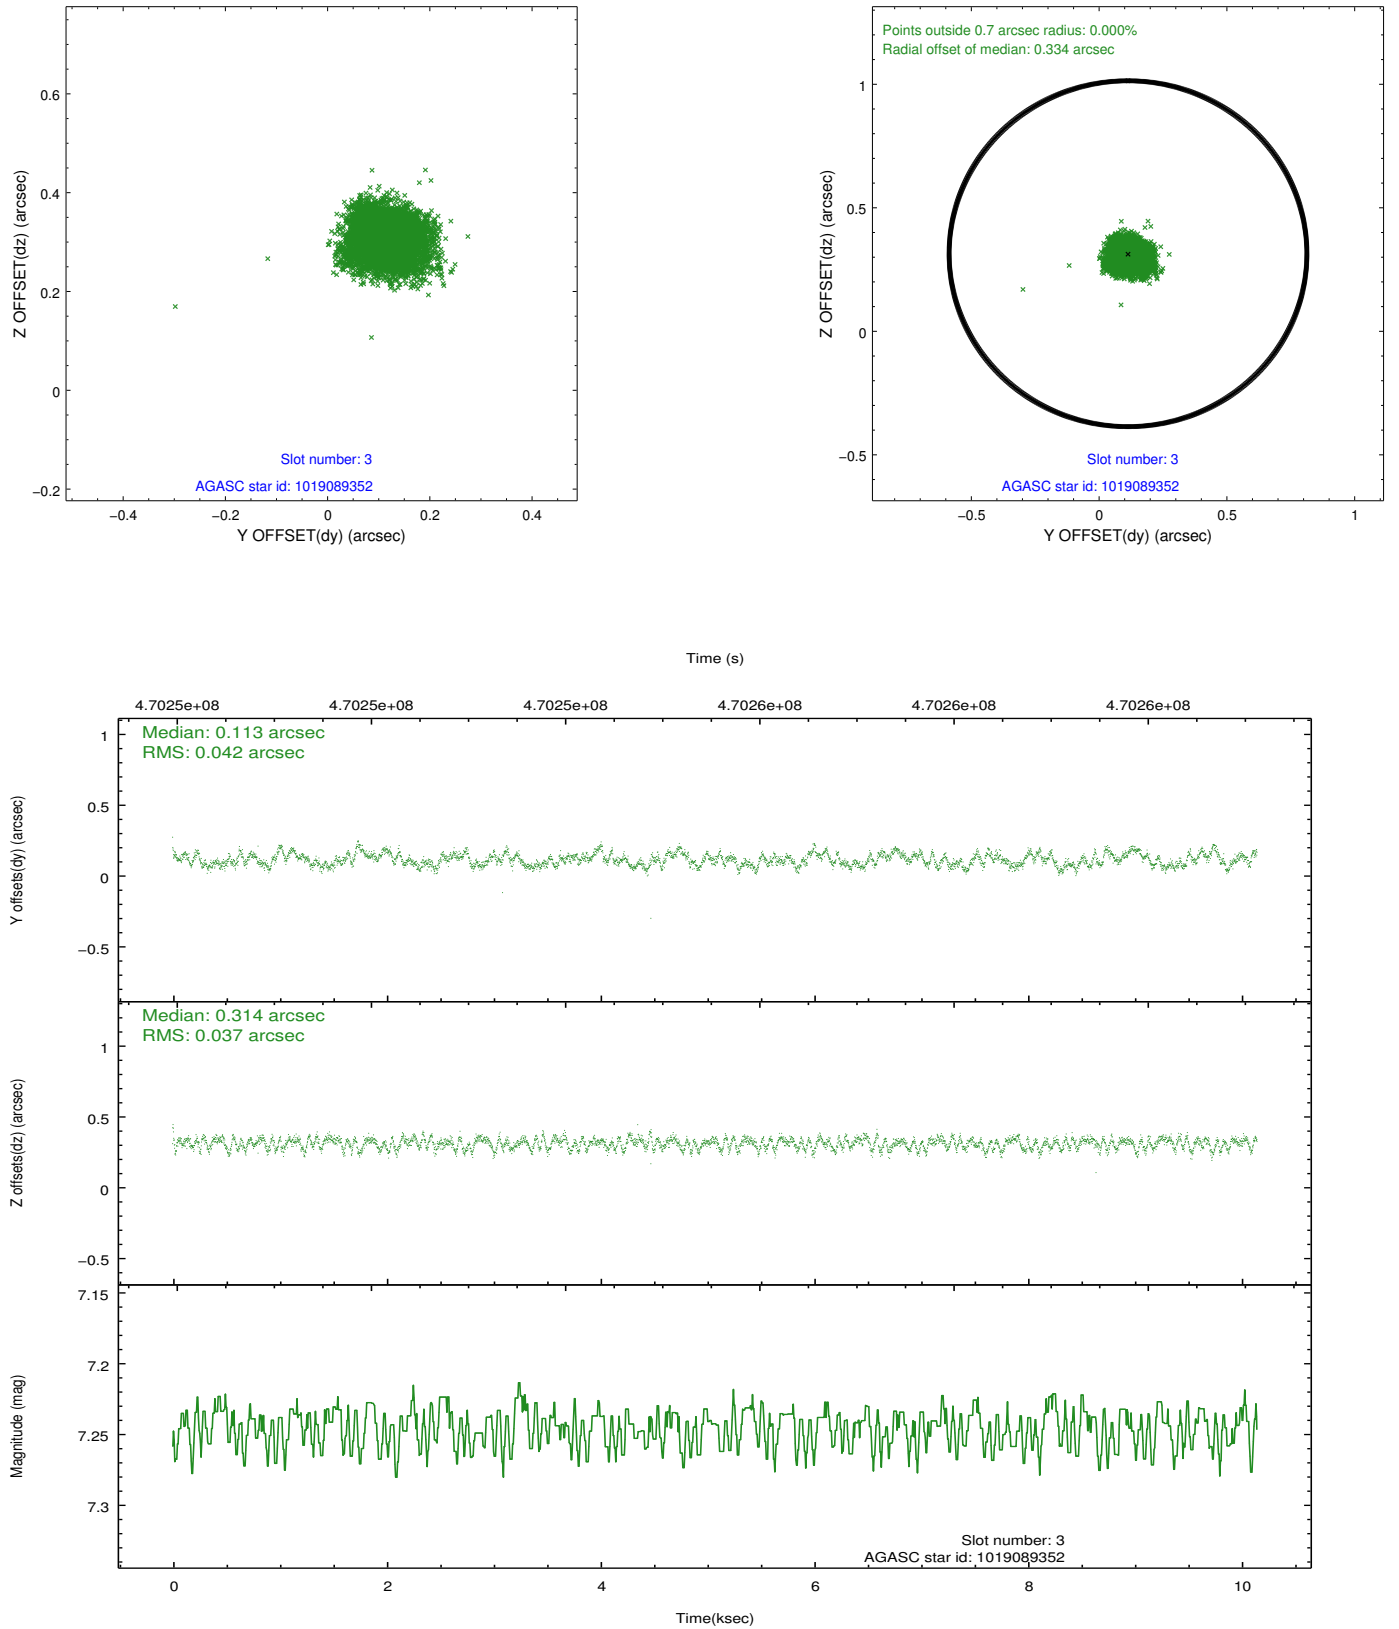 0.6
0.4
0.2
0
−0.2
−0.4
−0.2
0
0.2
0.4
Z OFFSET(dz) (arcsec)
Y OFFSET(dy) (arcsec)
Slot number: 3
AGASC star id: 1019089352
Points outside 0.7 arcsec radius: 0.000%
Radial offset of median: 0.334 arcsec
1
0.5
0
−0.5
−0.5
0
0.5
1
Z OFFSET(dz) (arcsec)
Y OFFSET(dy) (arcsec)
Slot number: 3
AGASC star id: 1019089352
Time (s)
4.7025e+08
4.7025e+08
4.7025e+08
4.7026e+08
4.7026e+08
4.7026e+08
Median: 0.113 arcsec
RMS: 0.042 arcsec
1
0.5
0
−0.5
Y offsets(dy) (arcsec)
Median: 0.314 arcsec
RMS: 0.037 arcsec
1
0.5
0
−0.5
Z offsets(dz) (arcsec)
7.15
7.2
7.25
7.3
Magnitude (mag)
Slot number: 3
AGASC star id: 1019089352
0
2
4
6
8
10
Time(ksec)